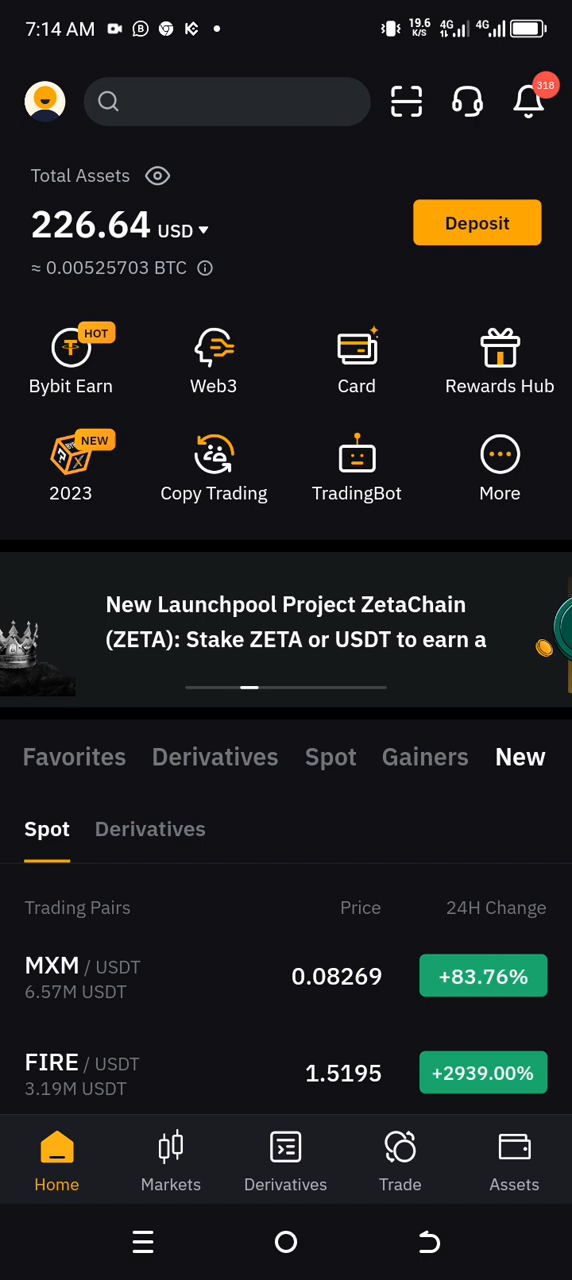 7:14 AM
19.6
K/S
4G
4G
318
Total Assets
226.64 USD
Deposit
≈ 0.00525703 BTC
HOT
Bybit Earn
Web3
Card
Rewards Hub
NEW
2023
Copy Trading
TradingBot
More
New Launchpool Project ZetaChain
(ZETA): Stake ZETA or USDT to earn a
Favorites Derivatives Spot Gainers New
Spot Derivatives
Trading Pairs Price 24H Change
MXM / USDT 0.08269 +83.76%
6.57M USDT
FIRE / USDT 1.5195 +2939.00%
3.19M USDT
Home Markets Derivatives Trade Assets